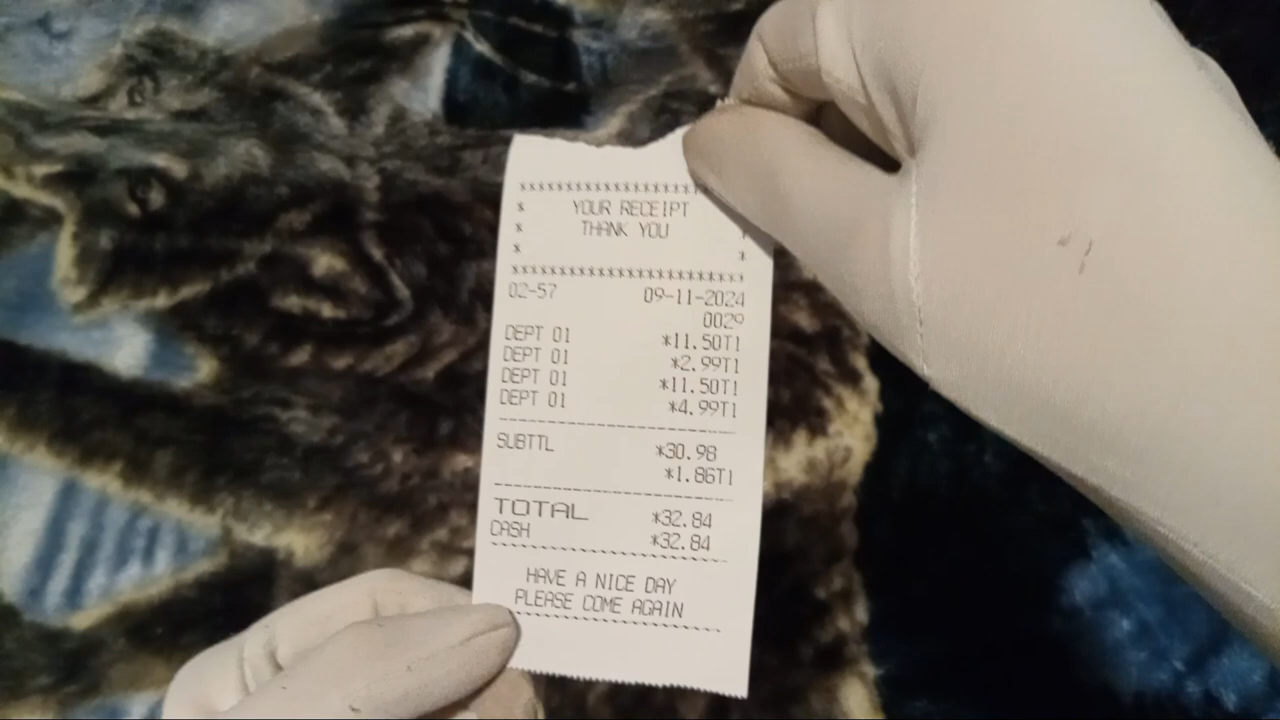 ***********************
* YOUR RECEIPT
* THANK YOU
* *
***********************
02-57 09-11-2024
0029
DEPT 01 *11.50T1
DEPT 01 *2.99T1
DEPT 01 *11.50T1
DEPT 01 *4.99T1
--------------------------------
SUBTTL *30.98
*1.86T1
--------------------------------
TOTAL *32.84
CASH *32.84
--------------------------------
HAVE A NICE DAY
PLEASE COME AGAIN
--------------------------------